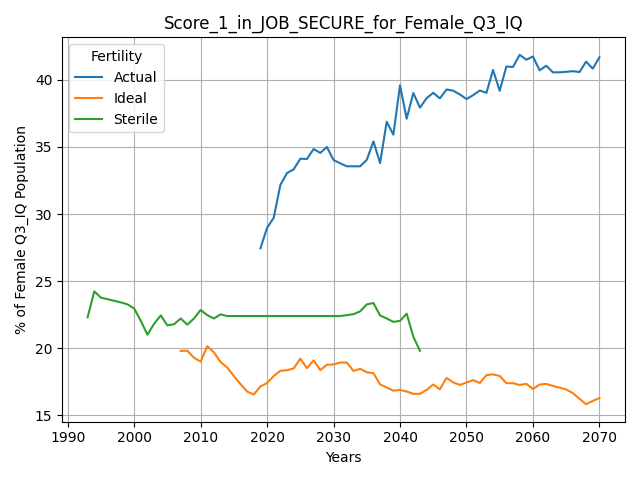 Score_1_in_JOB_SECURE_for_Female_Q3_IQ
Fertility
Actual
Ideal
Sterile
% of Female Q3_IQ Population
40
35
30
25
20
15
1990
2000
2010
2020
2030
2040
2050
2060
2070
Years